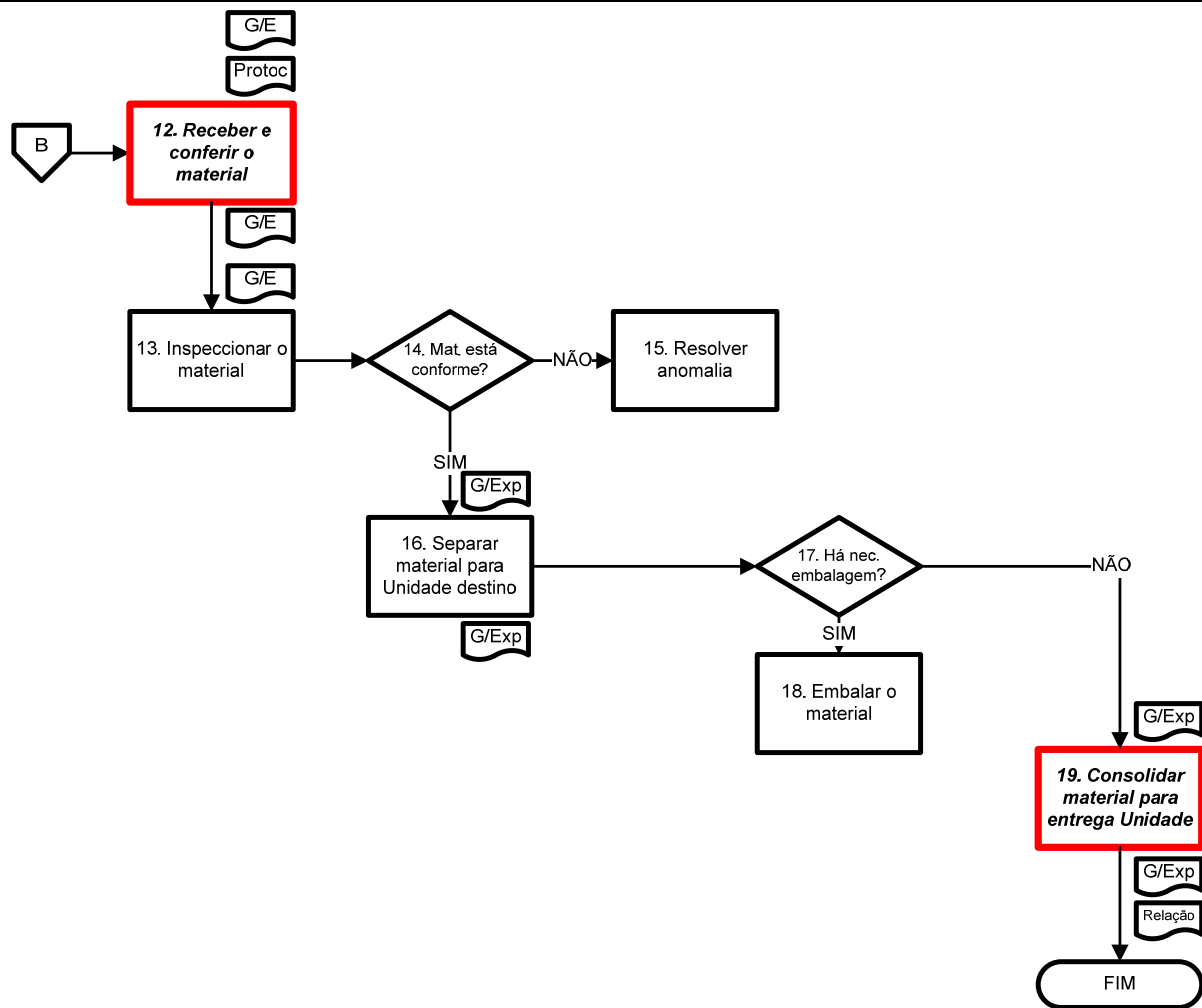 G/E
Protoc
B
12. Receber e
conferir o
material
G/E
G/E
13. Inspeccionar o
material
14. Mat. está
conforme?
NÃO
15. Resolver
anomalia
SIM
G/Exp
16. Separar
material para
Unidade destino
G/Exp
17. Há nec.
embalagem?
NÃO
SIM
18. Embalar o
material
G/Exp
19. Consolidar
material para
entrega Unidade
G/Exp
Relação
FIM